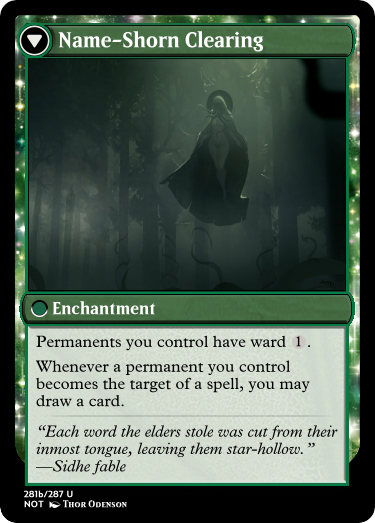 Name-Shorn Clearing
Enchantment
Permanents you control have ward 1.
Whenever a permanent you control
becomes the target of a spell, you may
draw a card.
“Each word the elders stole was cut from their
inmost tongue, leaving them star-hollow.”
—Sidhe fable
281b/287 U
NOT Thor Odenson